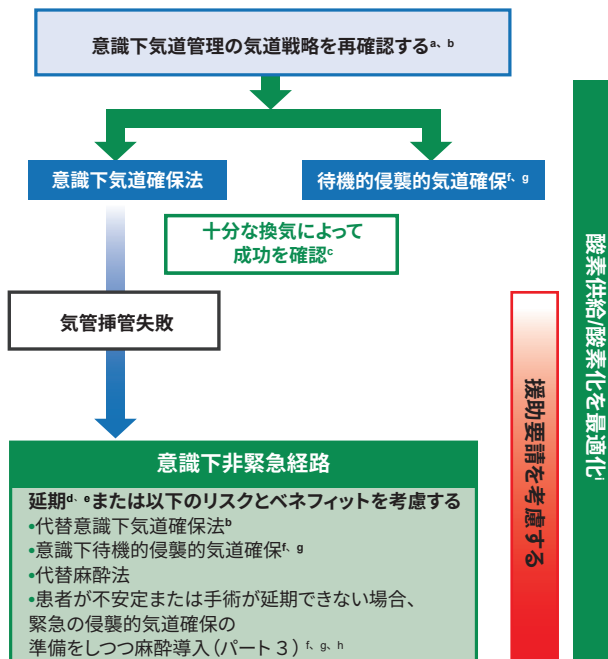 意識下気道管理の気道戦略を再確認するa、b
意識下気道確保法
待機的侵襲的気道確保f、g
十分な換気によって
成功を確認c
気管挿管失敗
意識下非緊急経路
延期d、eまたは以下のリスクとベネフィットを考慮する
•代替意識下気道確保法b
•意識下待機的侵襲的気道確保f、g
•代替麻酔法
•患者が不安定または手術が延期できない場合、
緊急の侵襲的気道確保の
準備をしつつ麻酔導入(パート 3) f、g、h
援助要請を考慮する
酸素供給/酸素化を最適化i